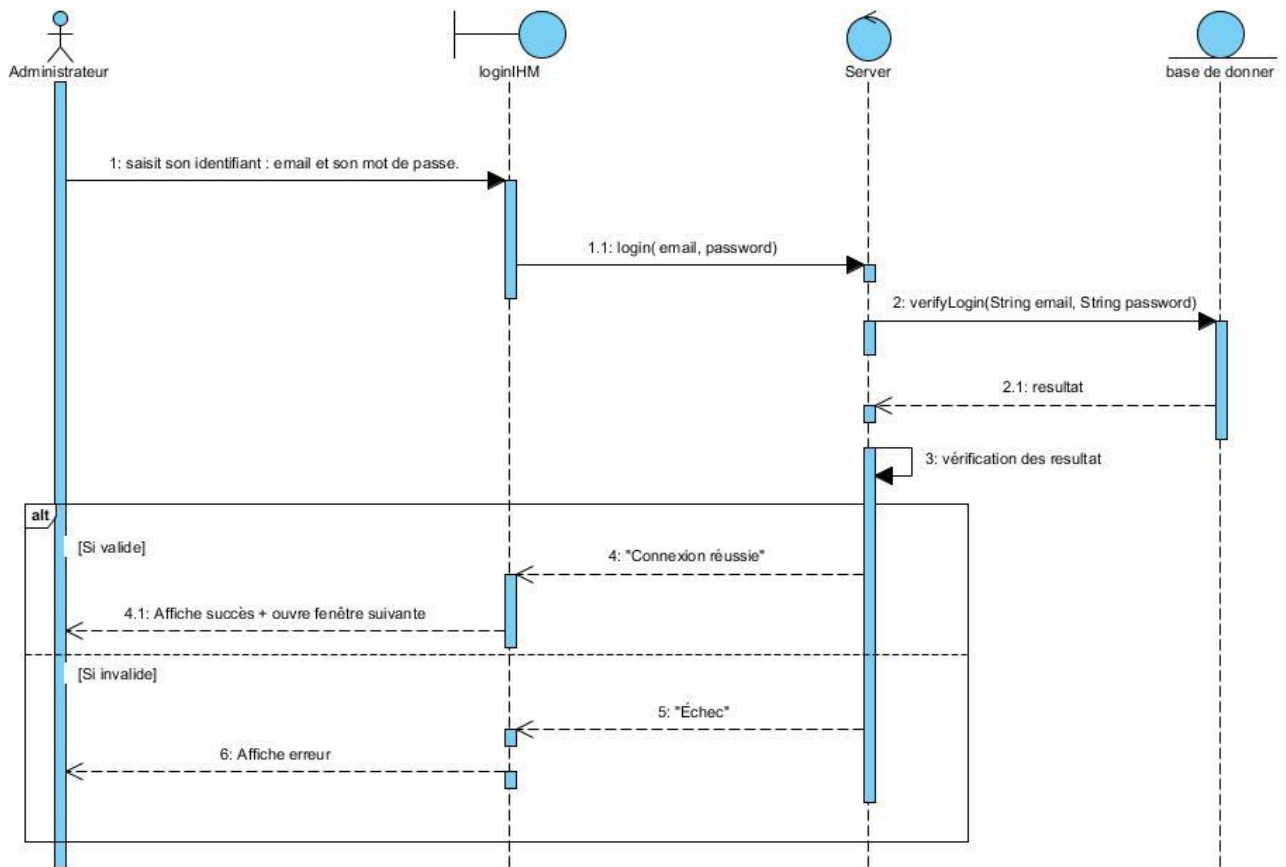 Administrateur
loginIHM
Server
base de donner
1: saisit son identifiant : email et son mot de passe.
1.1: login( email, password)
2: verifyLogin(String email, String password)
2.1: resultat
3: vérification des resultat
alt
[Si valide]
4: "Connexion réussie"
4.1: Affiche succès + ouvre fenêtre suivante
[Si invalide]
5: "Échec"
6: Affiche erreur